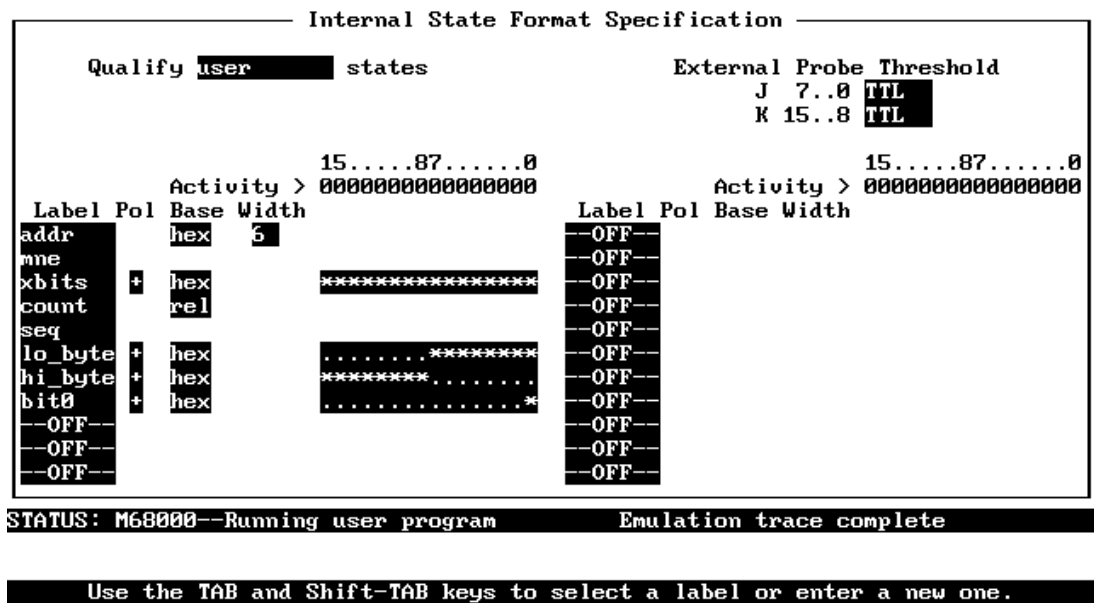 Internal State Format Specification
Qualify user states External Probe Threshold
J 7..0 TTL
K 15..8 TTL
15.....87......0 15.....87......0
Activity > 0000000000000000 Activity > 0000000000000000
Label Pol Base Width Label Pol Base Width
addr hex 6 --OFF--
mne --OFF--
xbits + hex **************** --OFF--
count rel --OFF--
seq --OFF--
lo_byte + hex ........******** --OFF--
hi_byte + hex ********........ --OFF--
bit0 + hex ...............* --OFF--
--OFF-- --OFF--
--OFF-- --OFF--
--OFF-- --OFF--
STATUS: M68000--Running user program Emulation trace complete
Use the TAB and Shift-TAB keys to select a label or enter a new one.